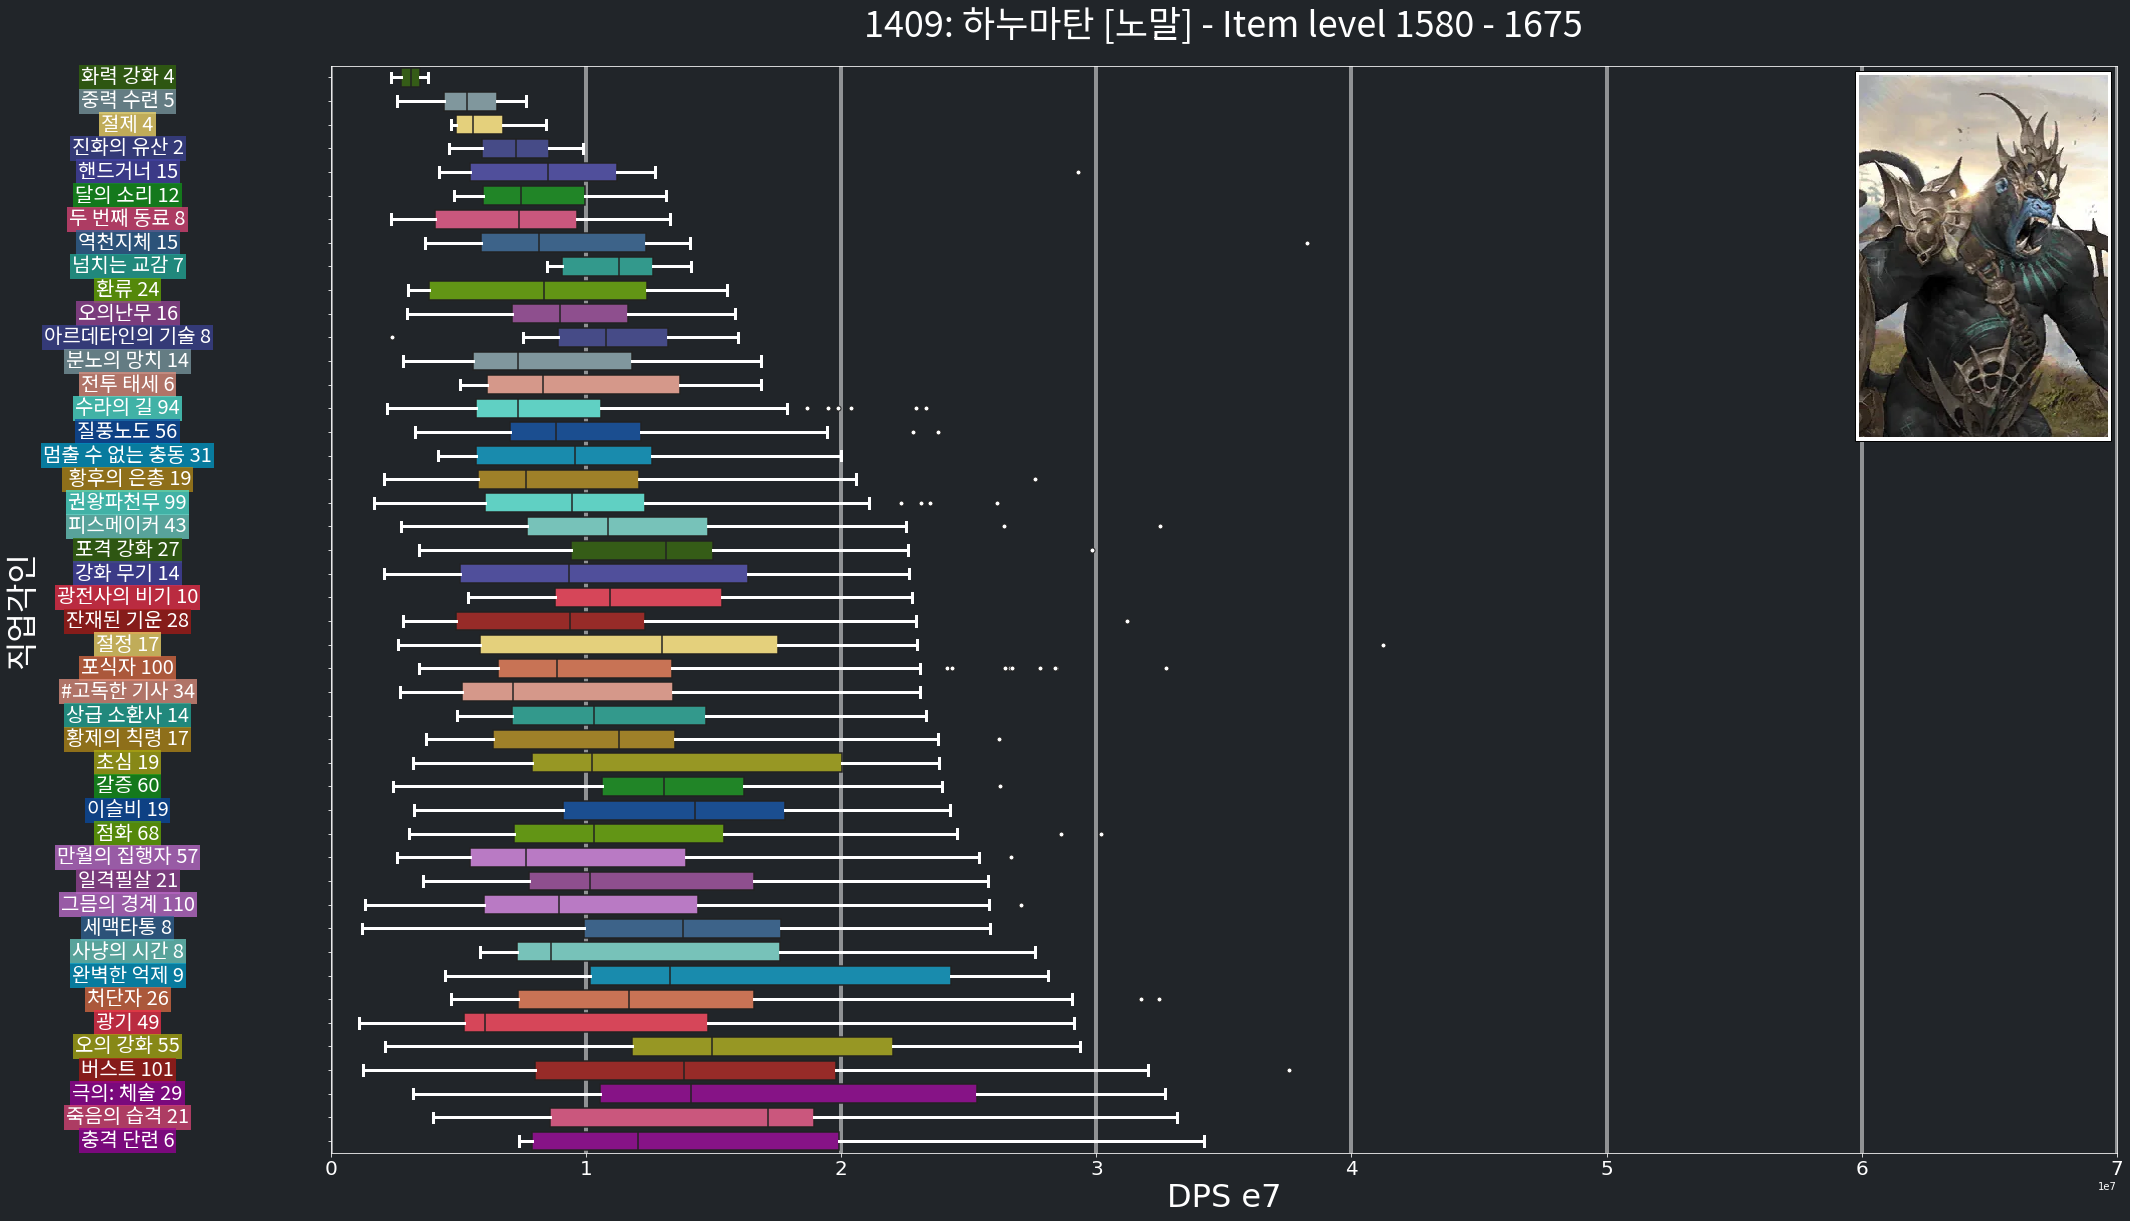 1409: 하누마탄 [노말] - Item level 1580 - 1675
직업각인
화력 강화 4
중력 수련 5
절제 4
진화의 유산 2
핸드거너 15
달의 소리 12
두 번째 동료 8
역천지체 15
넘치는 교감 7
환류 24
오의난무 16
아르데타인의 기술 8
분노의 망치 14
전투 태세 6
수라의 길 94
질풍노도 56
멈출 수 없는 충동 31
황후의 은총 19
권왕파천무 99
피스메이커 43
포격 강화 27
강화 무기 14
광전사의 비기 10
잔재된 기운 28
절정 17
포식자 100
#고독한 기사 34
상급 소환사 14
황제의 칙령 17
초심 19
갈증 60
이슬비 19
점화 68
만월의 집행자 57
일격필살 21
그믐의 경계 110
세맥타통 8
사냥의 시간 8
완벽한 억제 9
처단자 26
광기 49
오의 강화 55
버스트 101
극의: 체술 29
죽음의 습격 21
충격 단련 6
0 1 2 3 4 5 6 7
1e7
DPS e7